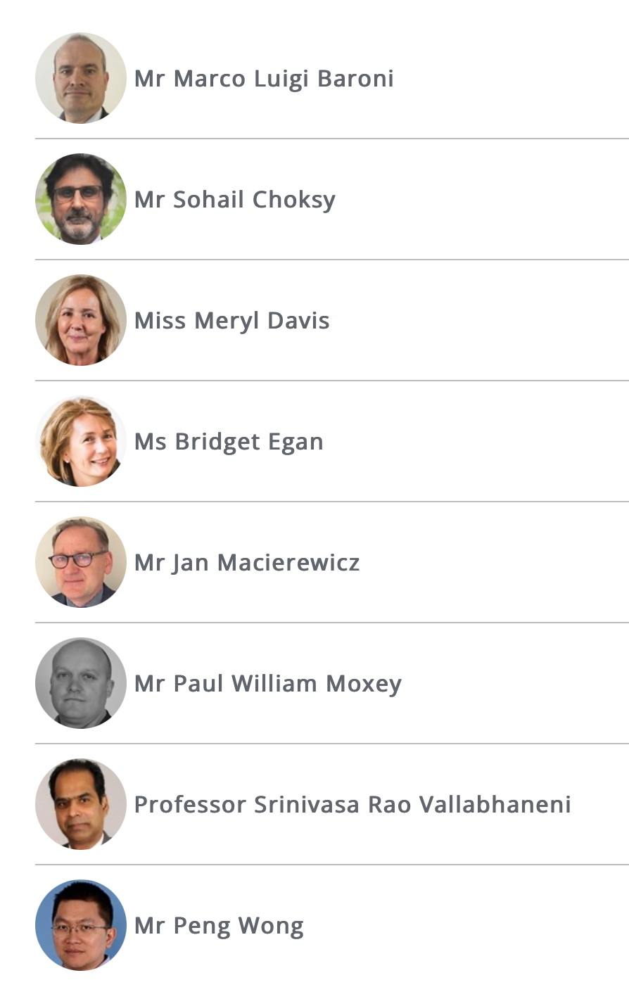 Mr Marco Luigi Baroni
Mr Sohail Choksy
Miss Meryl Davis
Ms Bridget Egan
Mr Jan Macierewicz
Mr Paul William Moxey
Professor Srinivasa Rao Vallabhaneni
Mr Peng Wong